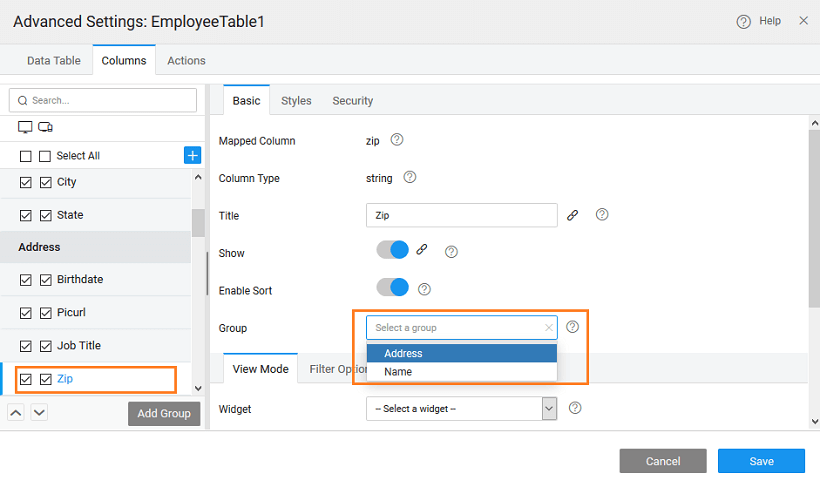 Advanced Settings: EmployeeTable1
Help
Data Table
Columns
Actions
Search...
Select All
City
State
Address
Birthdate
Picurl
Job Title
Zip
Add Group
Basic
Styles
Security
Mapped Column
zip
Column Type
string
Title
Zip
Show
Enable Sort
Group
Select a group
Address
Name
View Mode
Filter Optio
Widget
-- Select a widget --
Cancel
Save